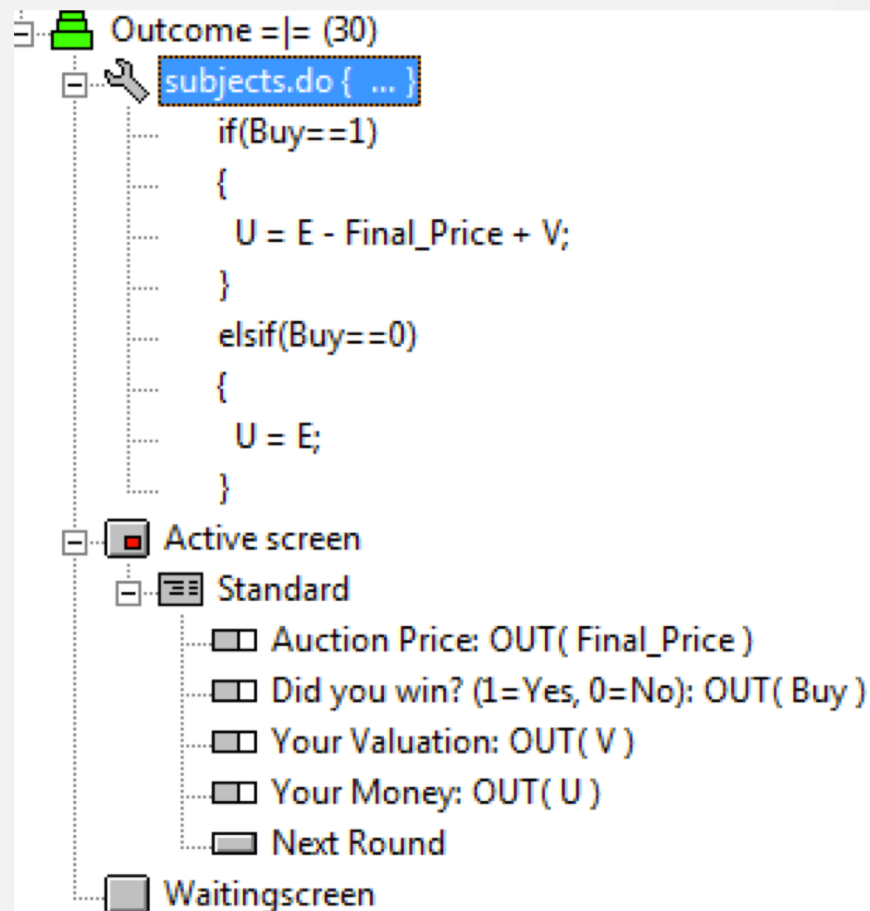 Outcome =|= (30)
subjects.do { ... }
if(Buy==1)
{
U = E - Final_Price + V;
}
elsif(Buy==0)
{
U = E;
}
Active screen
Standard
Auction Price: OUT( Final_Price )
Did you win? (1=Yes, 0=No): OUT( Buy )
Your Valuation: OUT( V )
Your Money: OUT( U )
Next Round
Waitingscreen